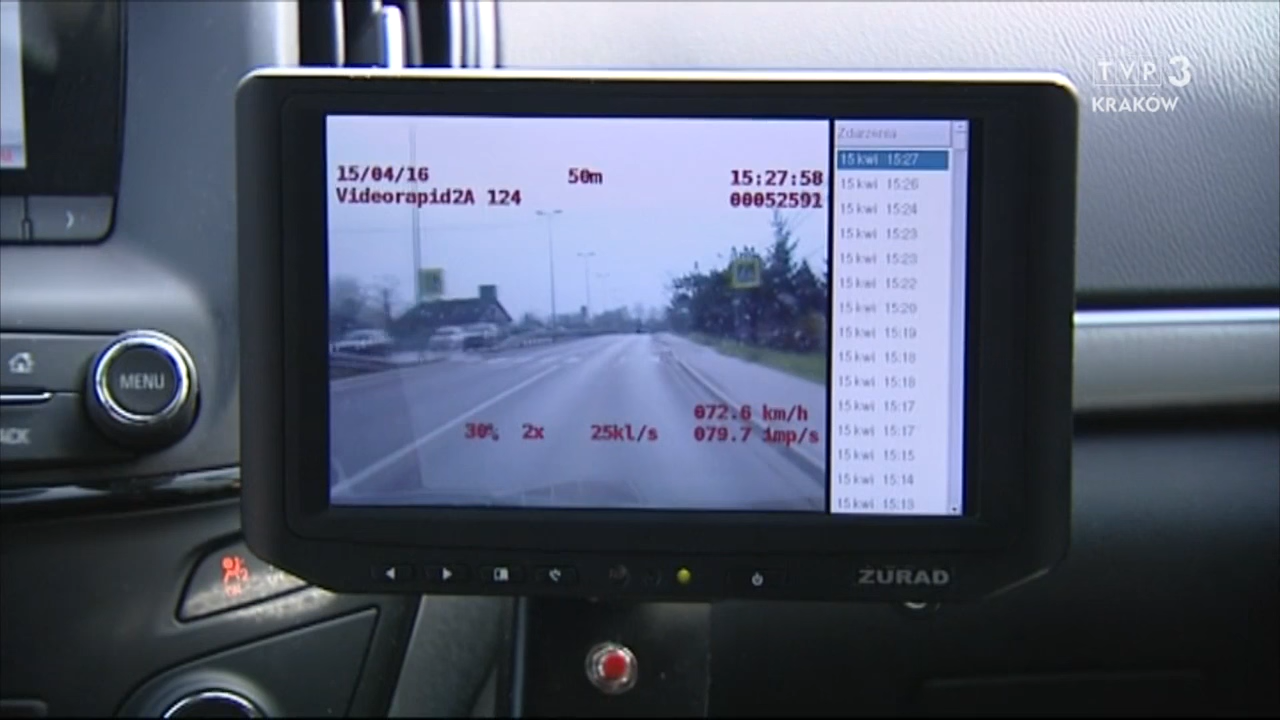 TVP3
KRAKÓW
15/04/16 50m 15:27:58
Videorapid2A 124 00052591
072.6 km/h
30% 2x 25kl/s 079.7 imp/s
Zdarzenia
15 kwi 15:27
15 kwi 15:26
15 kwi 15:24
15 kwi 15:23
15 kwi 15:23
15 kwi 15:22
15 kwi 15:20
15 kwi 15:19
15 kwi 15:18
15 kwi 15:18
15 kwi 15:17
15 kwi 15:17
15 kwi 15:15
15 kwi 15:14
15 kwi 15:13
MENU
ACK
ZURAD